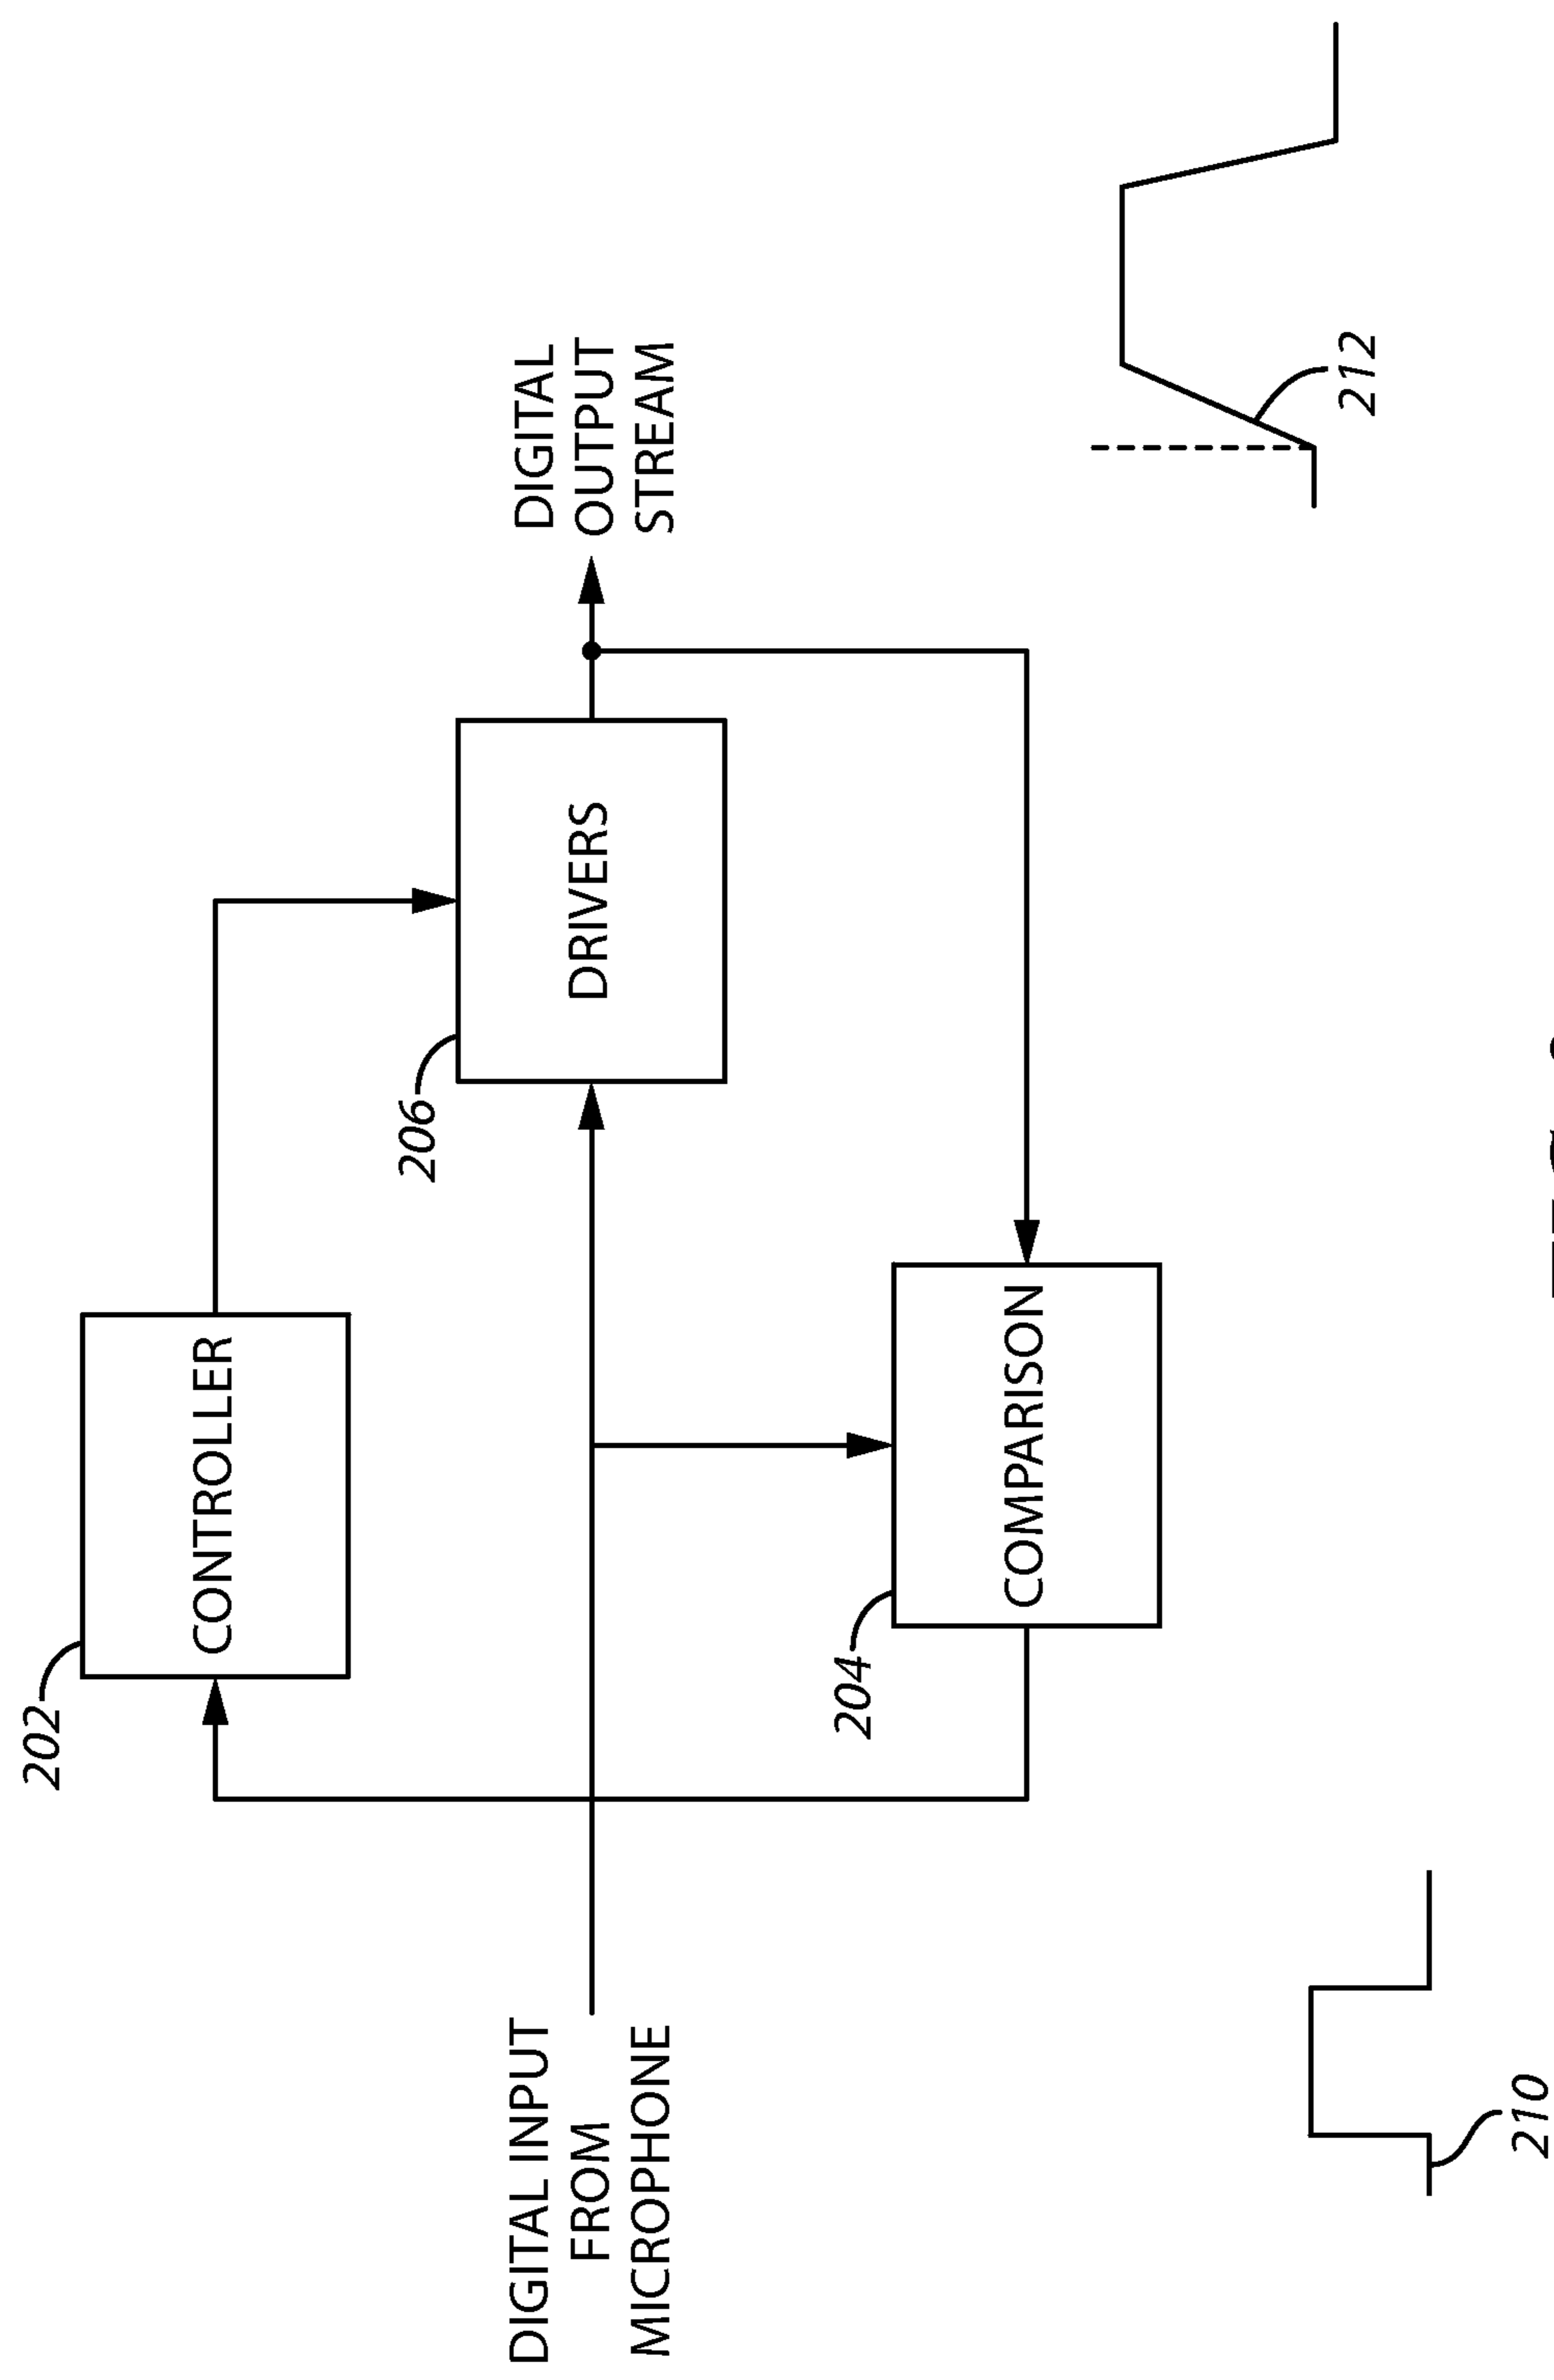 202
CONTROLLER
206
DRIVERS
DIGITAL
OUTPUT
STREAM
DIGITAL INPUT
FROM
MICROPHONE
204
COMPARISON
210
212